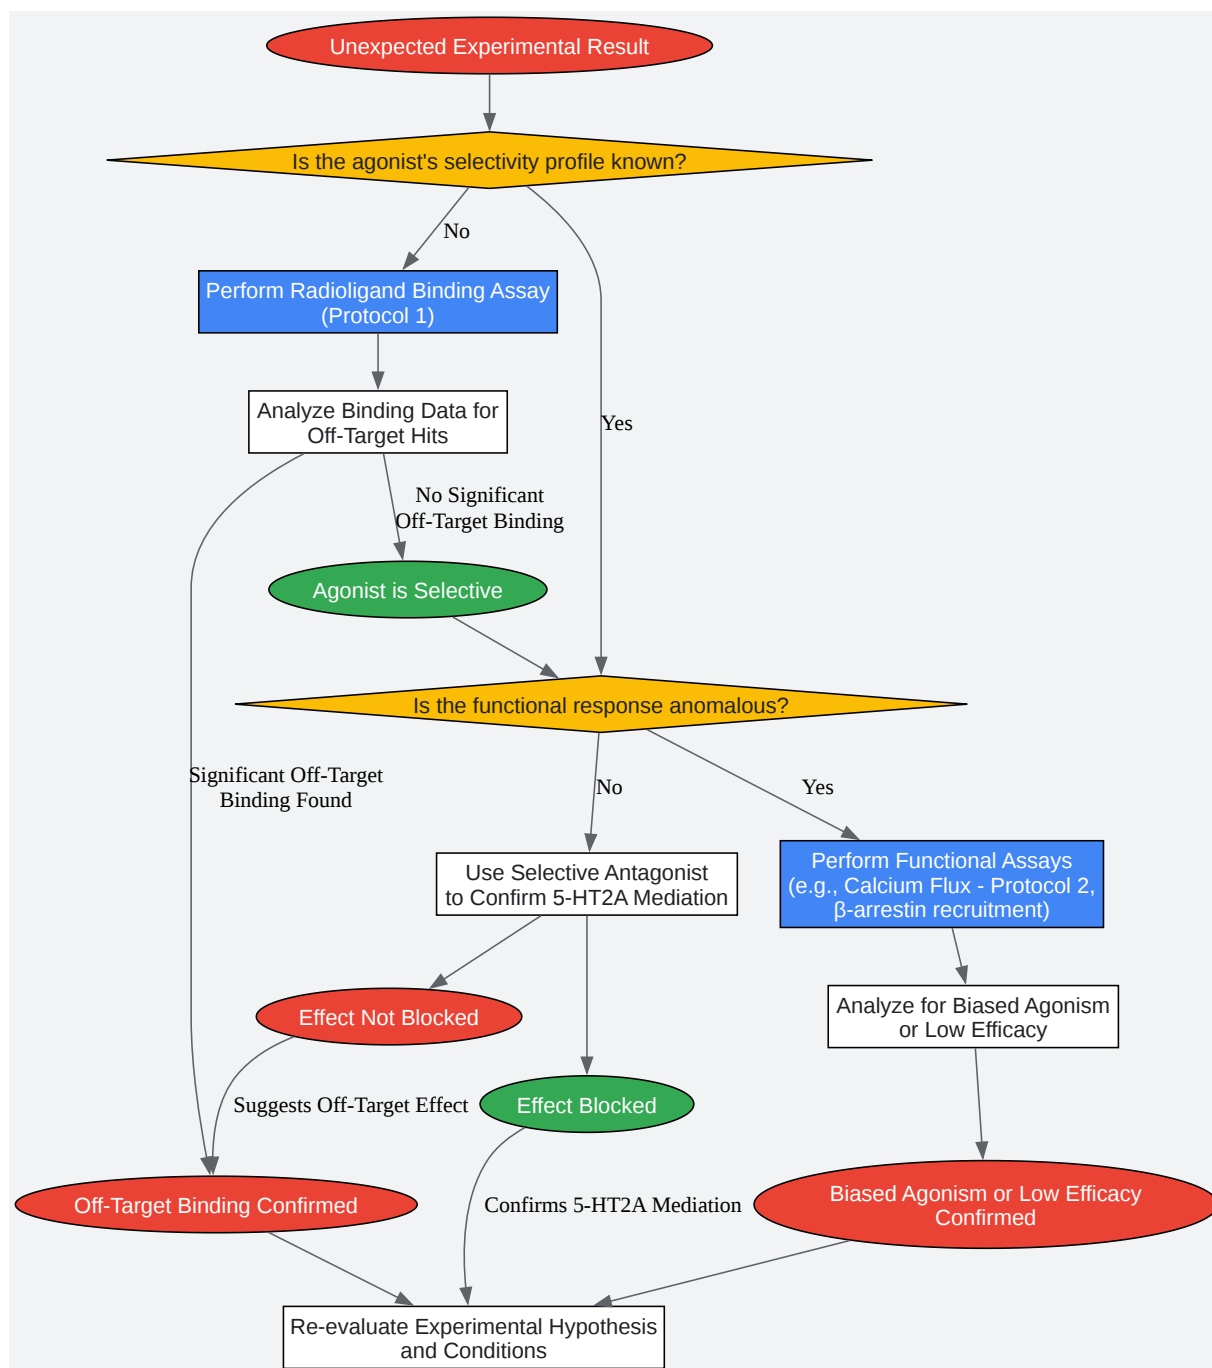 Unexpected Experimental Result
Is the agonist's selectivity profile known?
No
Perform Radioligand Binding Assay
(Protocol 1)
Analyze Binding Data for
Off-Target Hits
Yes
No Significant
Off-Target Binding
Agonist is Selective
Is the functional response anomalous?
Significant Off-Target
Binding Found
No
Yes
Use Selective Antagonist
to Confirm 5-HT2A Mediation
Perform Functional Assays
(e.g., Calcium Flux - Protocol 2,
β-arrestin recruitment)
Effect Not Blocked
Analyze for Biased Agonism
or Low Efficacy
Suggests Off-Target Effect
Effect Blocked
Off-Target Binding Confirmed
Confirms 5-HT2A Mediation
Biased Agonism or Low Efficacy
Confirmed
Re-evaluate Experimental Hypothesis
and Conditions